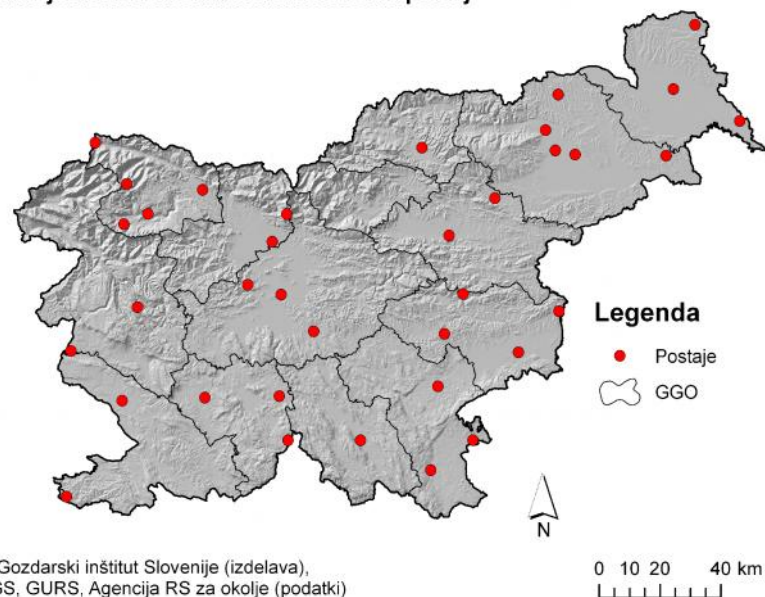 Legenda
Postaje
GGO
N
Gozdarski inštitut Slovenije (izdelava),
GURS, Agencija RS za okolje (podatki)
0 10 20 40 km